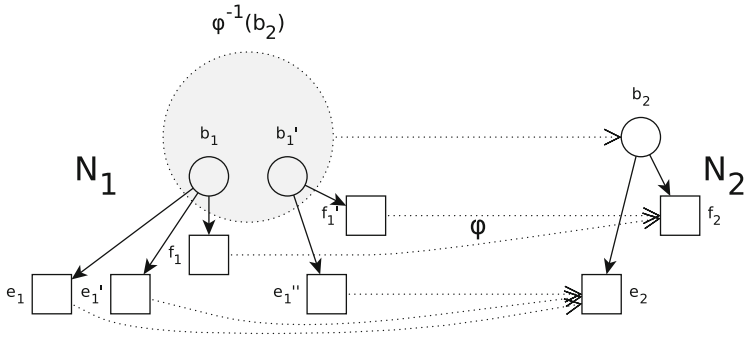 φ⁻¹(b₂)
b₂
b₁ b₁'
N₁ N₂
f₁' f₂
φ
f₁
e₁ e₁' e₁'' e₂